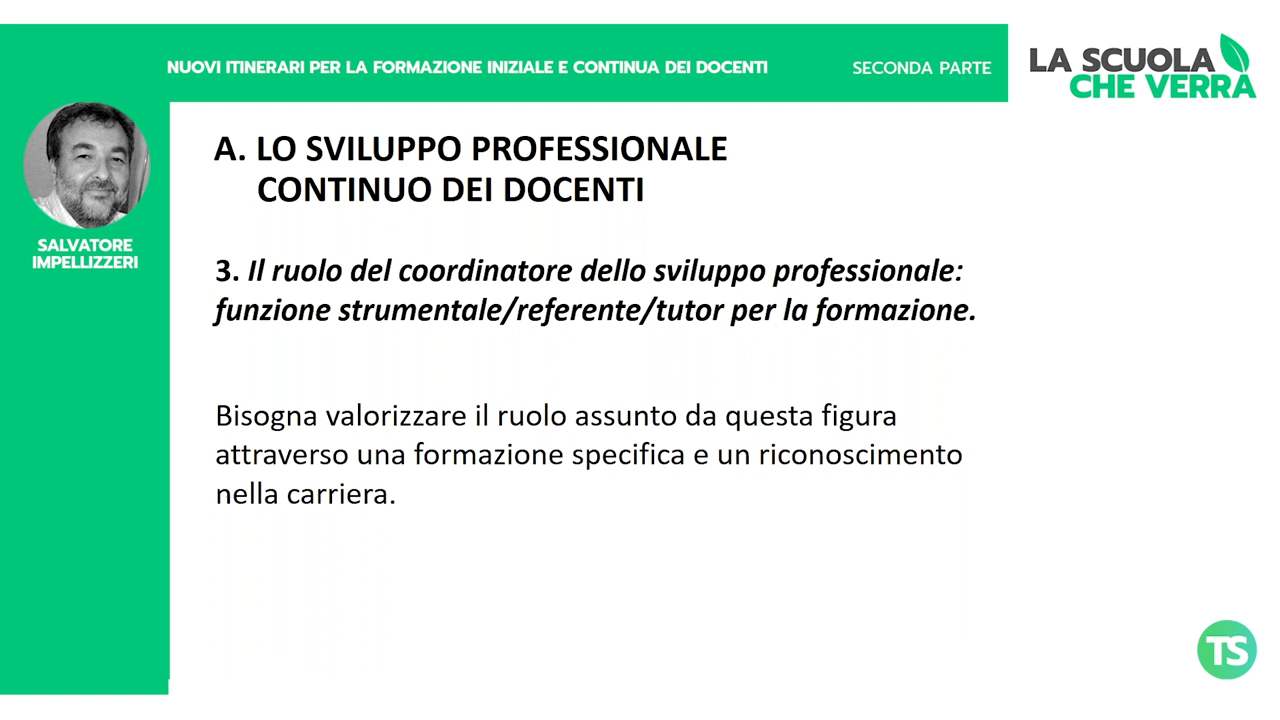 NUOVI ITINERARI PER LA FORMAZIONE INIZIALE E CONTINUA DEI DOCENTI
SECONDA PARTE
LA SCUOLA
CHE VERRÀ
SALVATORE
IMPELLIZZERI
A. LO SVILUPPO PROFESSIONALE
CONTINUO DEI DOCENTI
3. Il ruolo del coordinatore dello sviluppo professionale:
funzione strumentale/referente/tutor per la formazione.
Bisogna valorizzare il ruolo assunto da questa figura
attraverso una formazione specifica e un riconoscimento
nella carriera.
TS